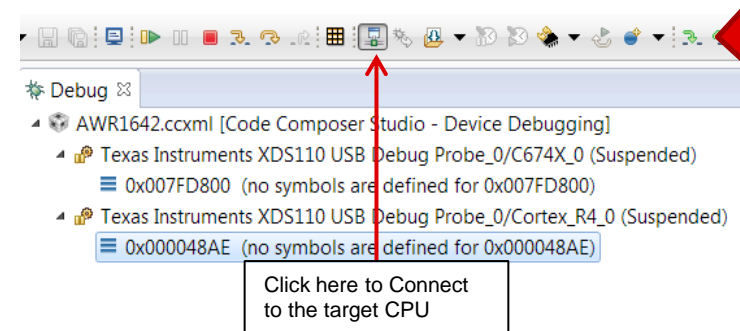 Debug
AWR1642.ccxml [Code Composer Studio - Device Debugging]
Texas Instruments XDS110 USB Debug Probe_0/C674X_0 (Suspended)
0x007FD800 (no symbols are defined for 0x007FD800)
Texas Instruments XDS110 USB Debug Probe_0/Cortex_R4_0 (Suspended)
0x000048AE (no symbols are defined for 0x000048AE)
Click here to Connect
to the target CPU